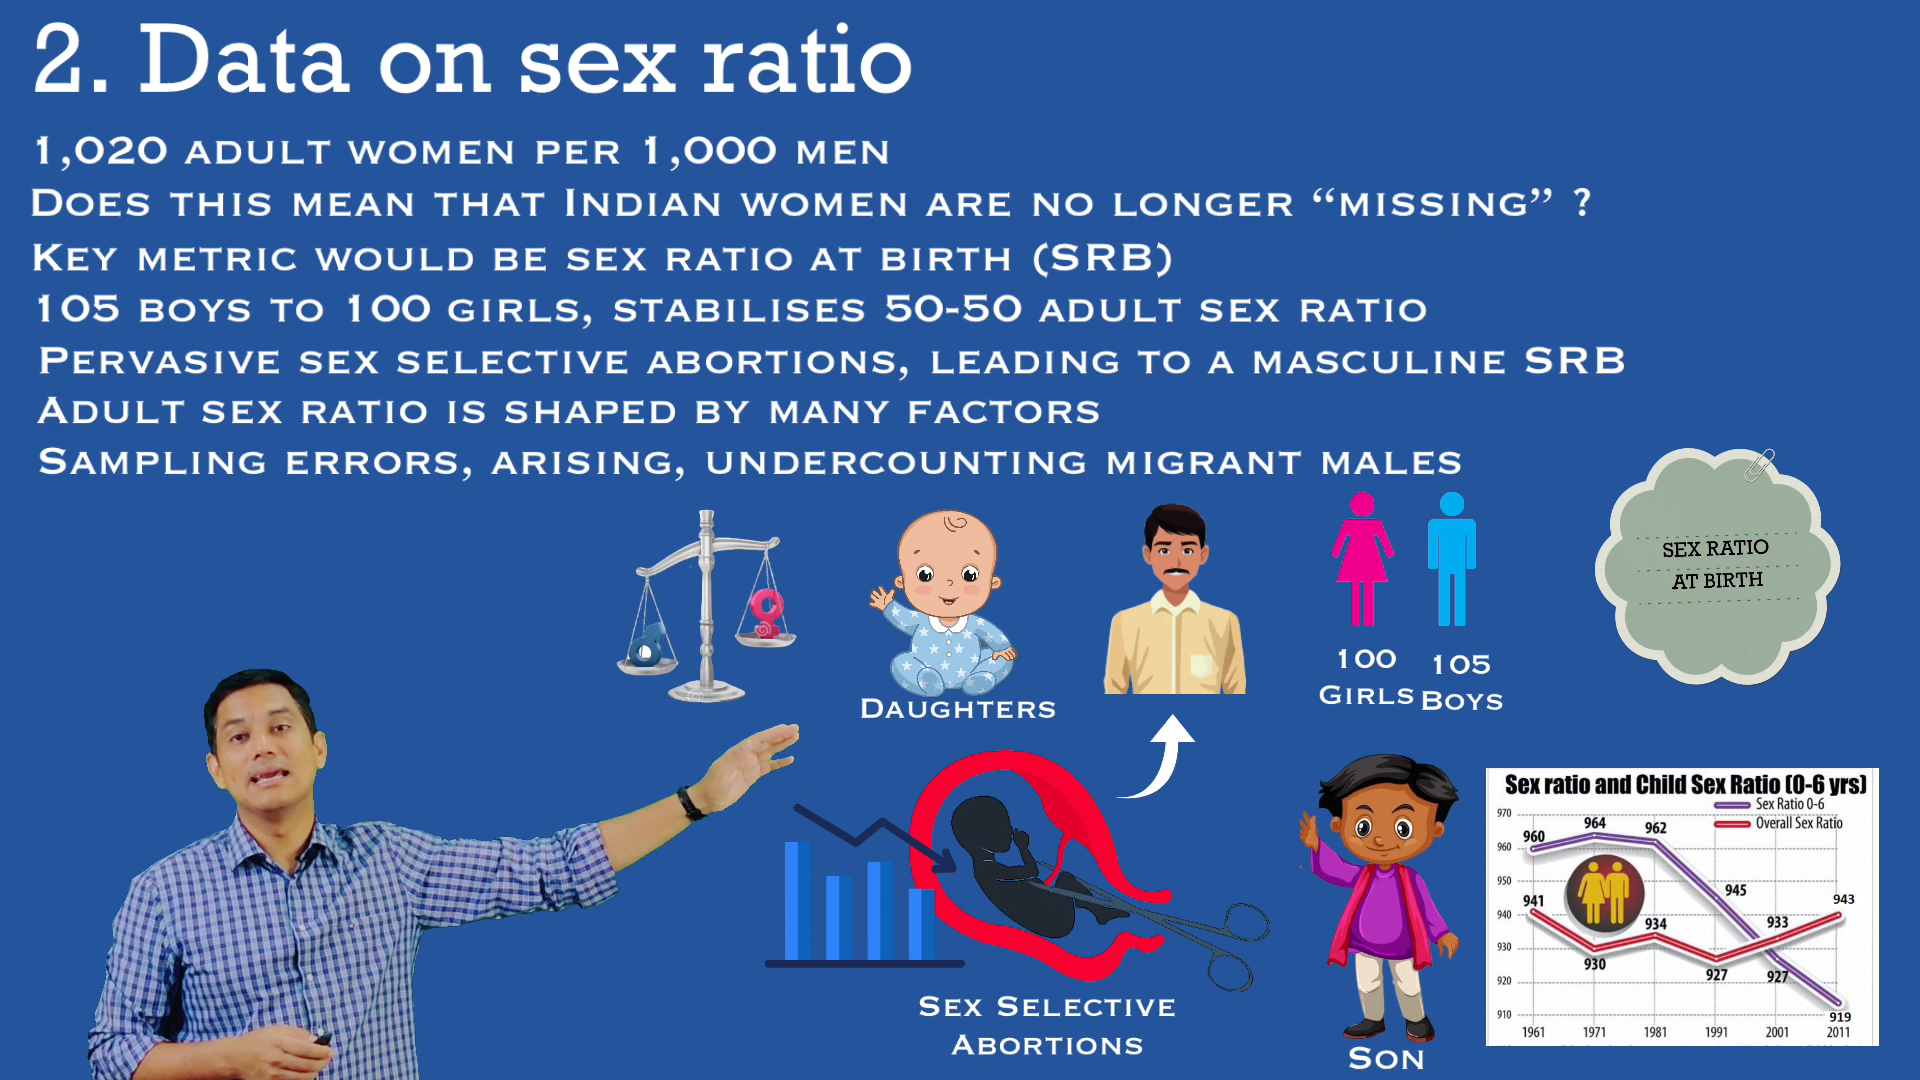 2. Data on sex ratio
1,020 ADULT WOMEN PER 1,000 MEN
DOES THIS MEAN THAT INDIAN WOMEN ARE NO LONGER “MISSING” ?
KEY METRIC WOULD BE SEX RATIO AT BIRTH (SRB)
105 BOYS TO 100 GIRLS, STABILISES 50-50 ADULT SEX RATIO
PERVASIVE SEX SELECTIVE ABORTIONS, LEADING TO A MASCULINE SRB
ADULT SEX RATIO IS SHAPED BY MANY FACTORS
SAMPLING ERRORS, ARISING, UNDERCOUNTING MIGRANT MALES
SEX RATIO
AT BIRTH
100
GIRLS
105
BOYS
DAUGHTERS
SEX SELECTIVE
ABORTIONS
SON
Sex ratio and Child Sex Ratio (0-6 yrs)
Sex Ratio 0-6
Overall Sex Ratio
970
960
950
940
930
920
910
960
964
962
945
927
919
941
930
934
927
933
943
1961 1971 1981 1991 2001 2011